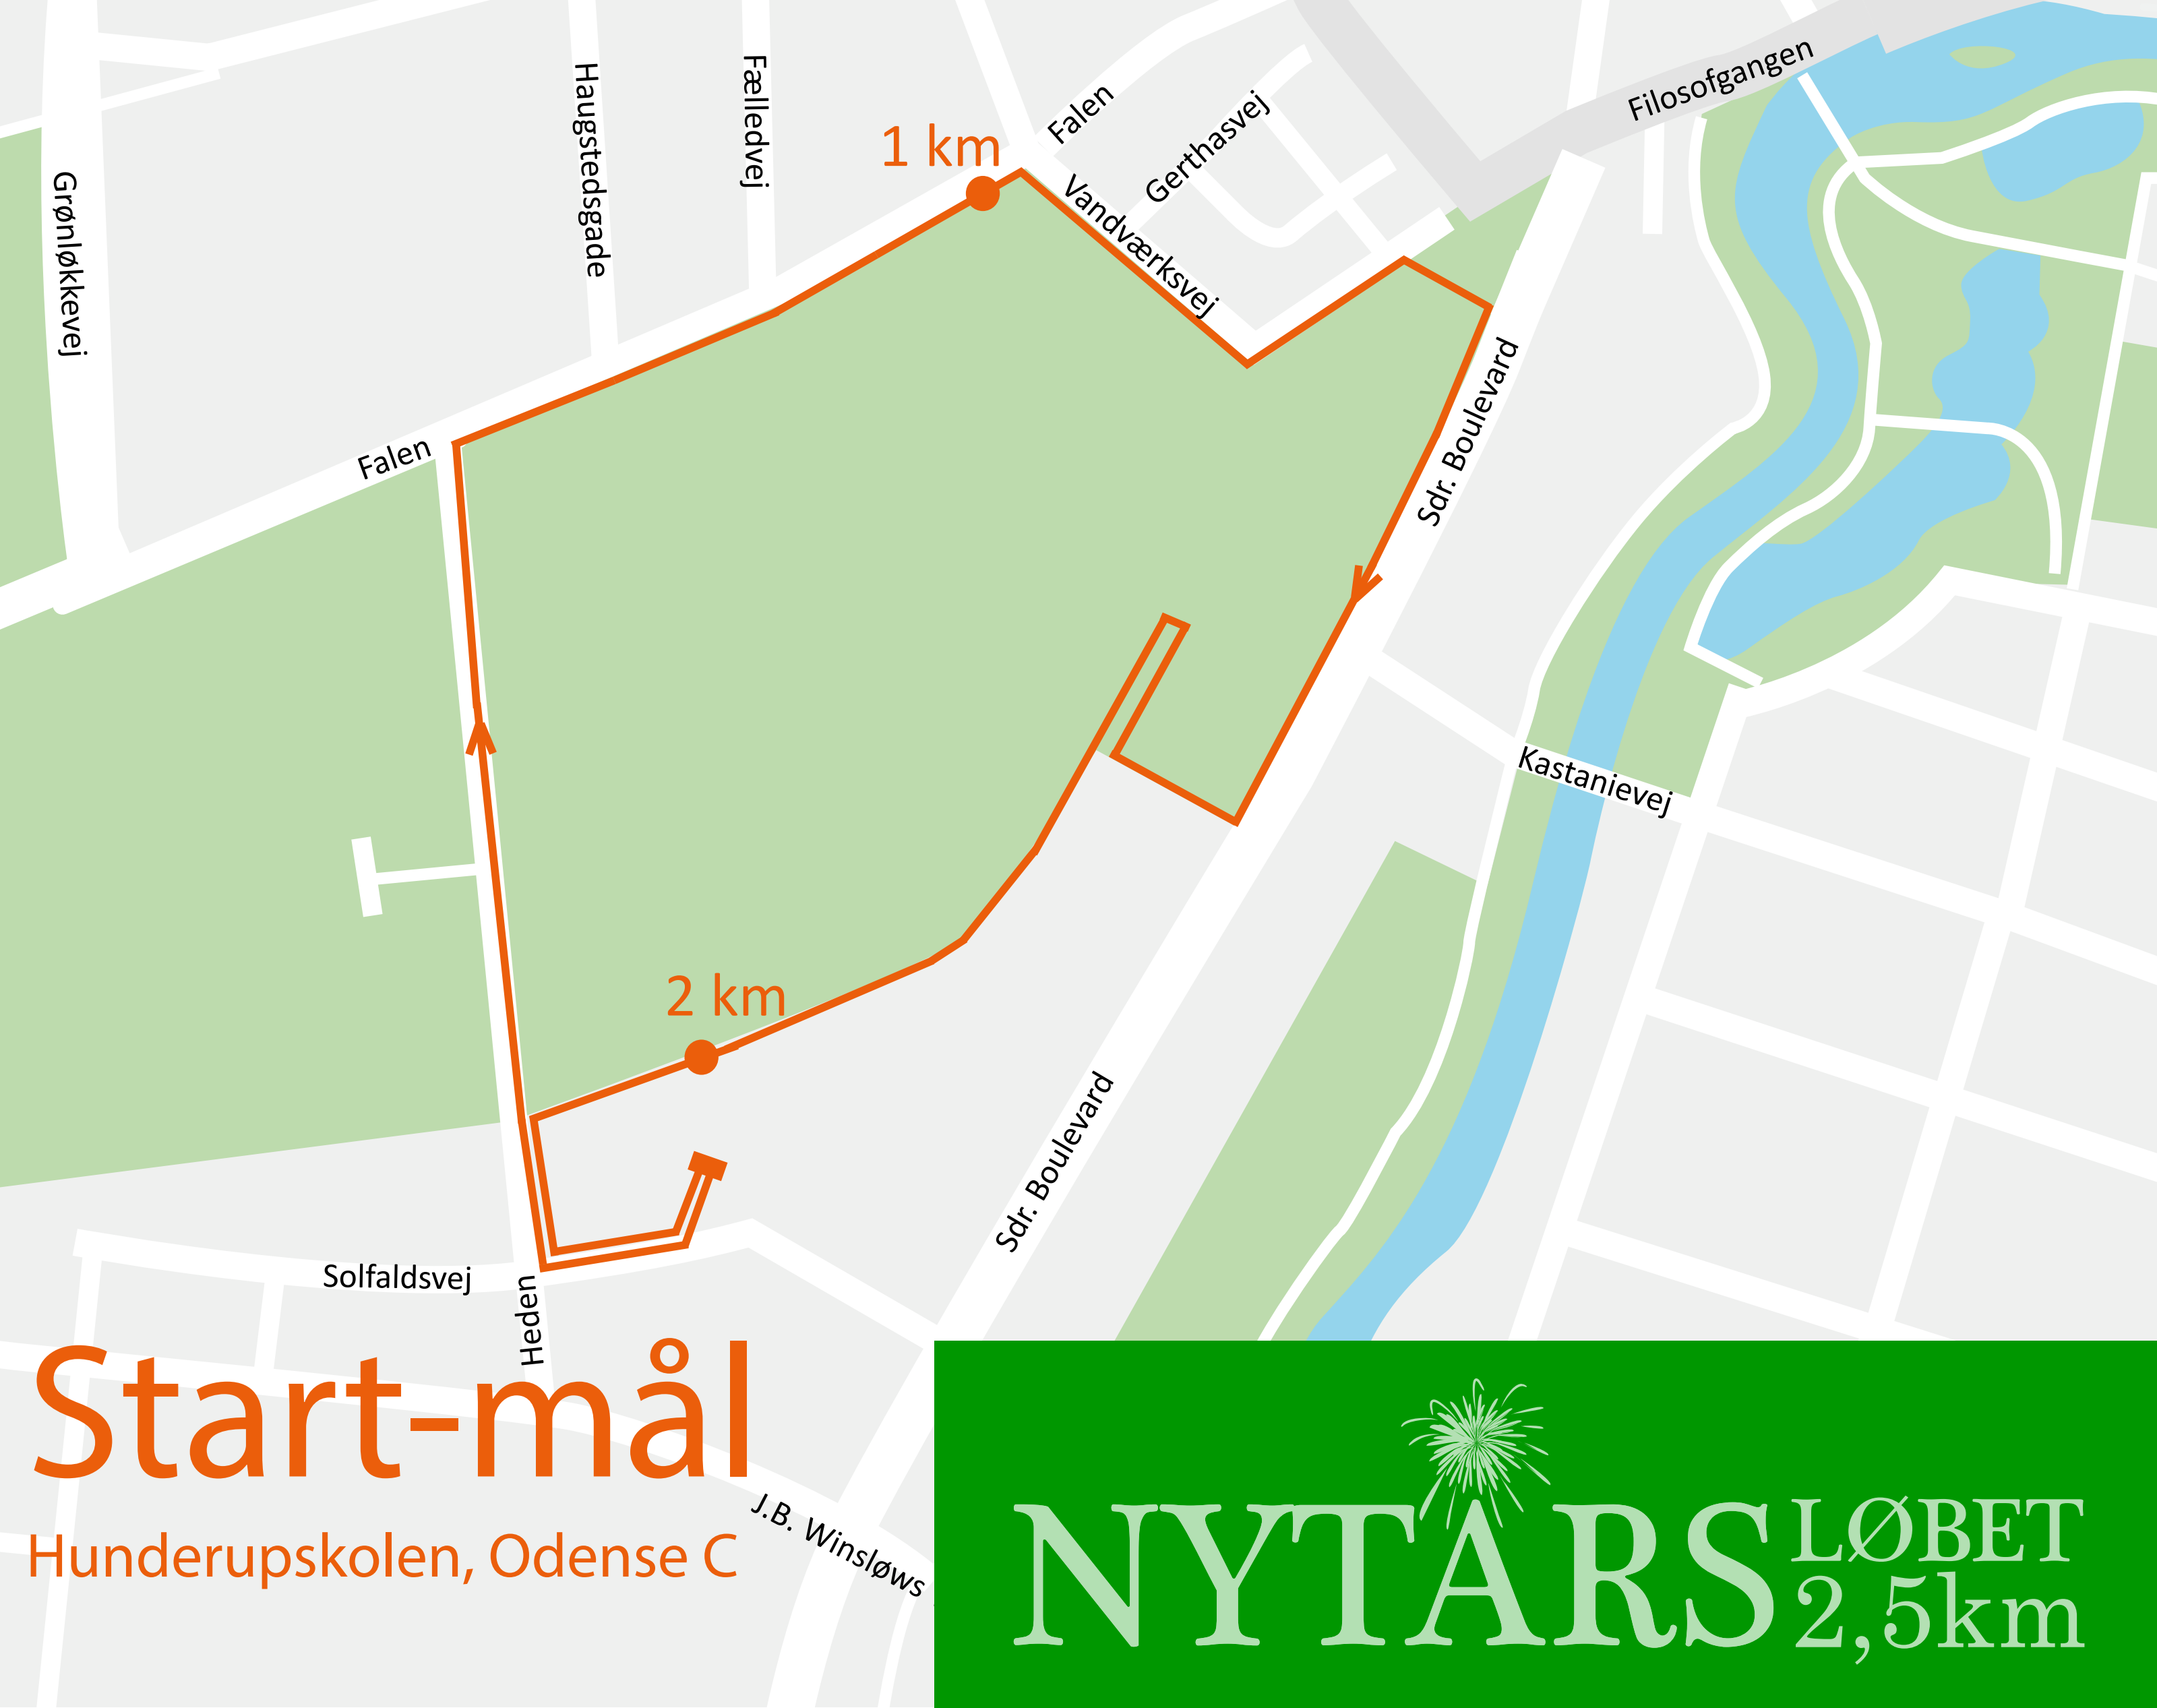 Filosofgangen
Haugstedsgade
Fælledvej
Falen
Gerthasvej
1 km
Grønløkkevej
Vandværksvej
Sdr. Boulevard
Falen
Kastanievej
2 km
Sdr. Boulevard
Solfaldsvej
Heden
Start-mål
Hunderupskolen, Odense C
J.B. Winsløws
NYTÅRS LØBET
2,5km